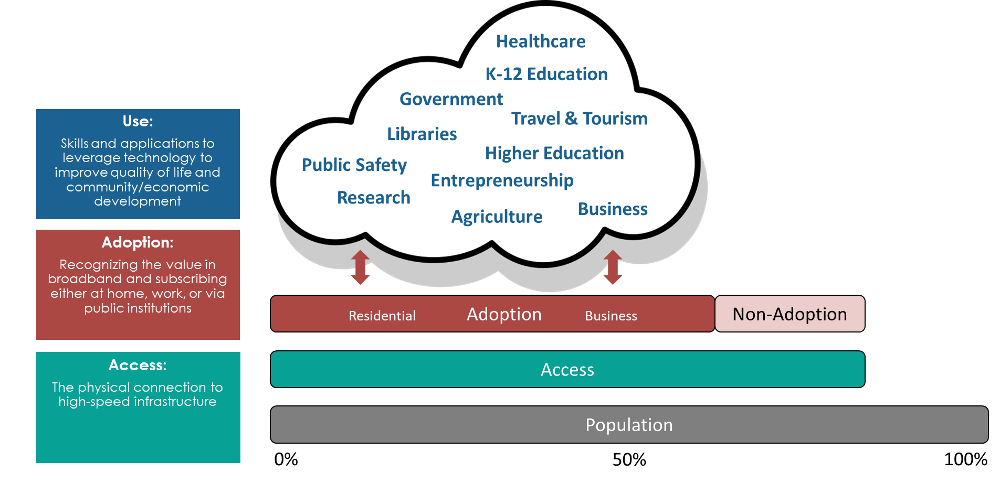 Healthcare
K-12 Education
Government
Travel & Tourism
Libraries
Higher Education
Public Safety
Entrepreneurship
Research
Business
Agriculture
Use:
Skills and applications to
leverage technology to
improve quality of life and
community/economic
development
Adoption:
Recognizing the value in
broadband and subscribing
either at home, work, or via
public institutions
Residential Adoption Business Non-Adoption
Access:
The physical connection to
high-speed infrastructure
Access
Population
0% 50% 100%